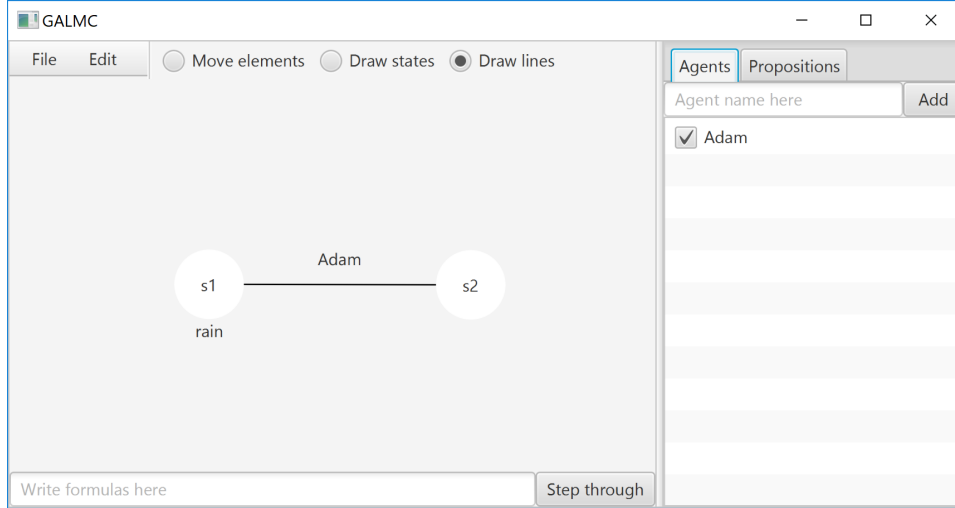 GALMC
File Edit Move elements Draw states Draw lines
Agents Propositions
Agent name here Add
Adam
Adam
s1 s2
rain
Write formulas here Step through